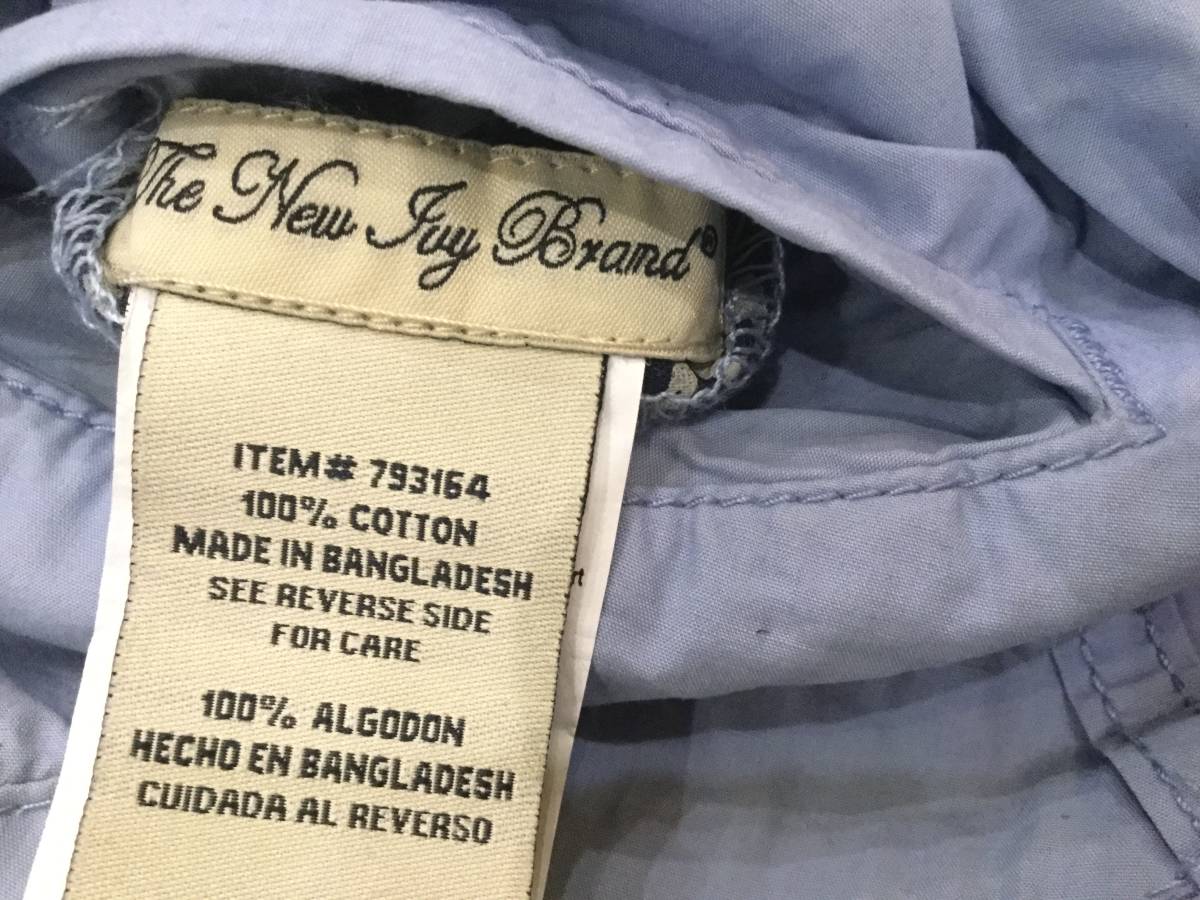 The New Ivy Brand®
ITEM# 793164
100% COTTON
MADE IN BANGLADESH
SEE REVERSE SIDE
FOR CARE
100% ALGODON
HECHO EN BANGLADESH
CUIDADA AL REVERSO